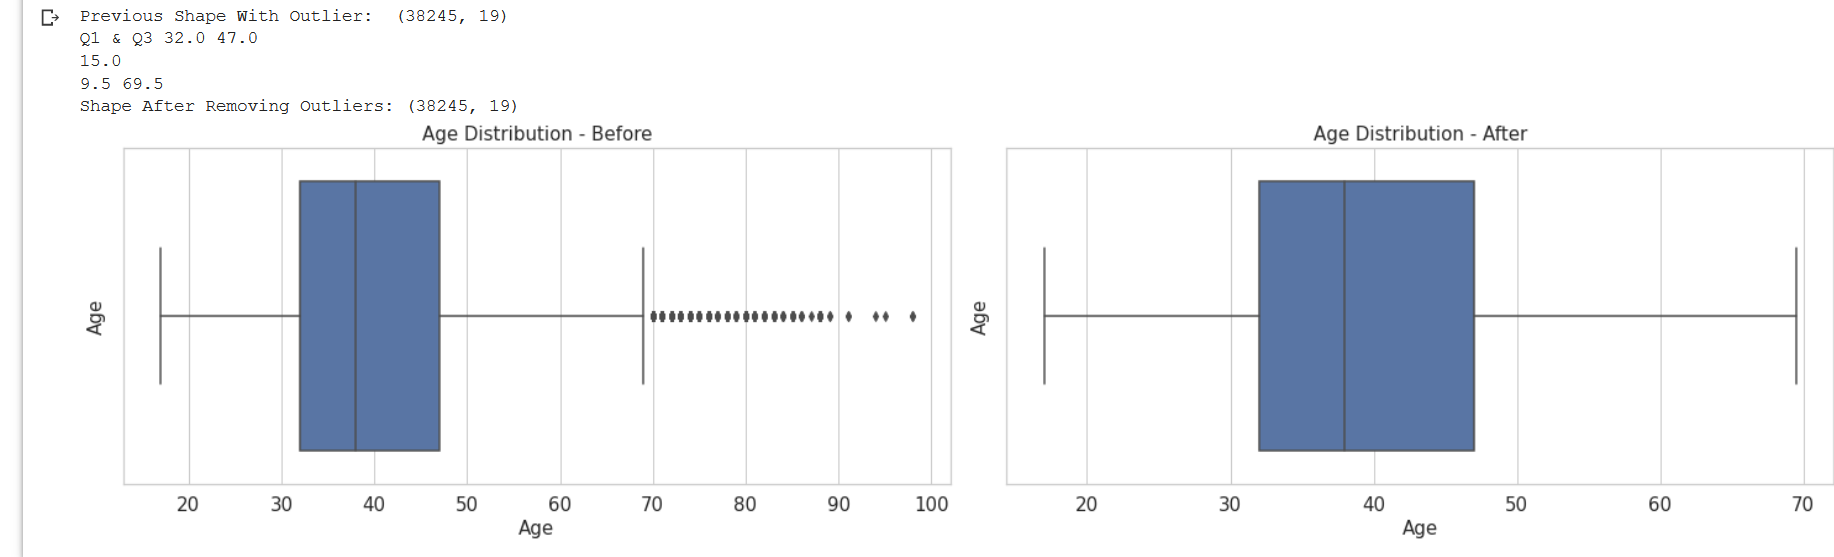 Previous Shape With Outlier:  (38245, 19)
Q1 & Q3 32.0 47.0
15.0
9.5 69.5
Shape After Removing Outliers: (38245, 19)
Age Distribution - Before
Age
20 30 40 50 60 70 80 90 100
Age
Age Distribution - After
Age
20 30 40 50 60 70
Age